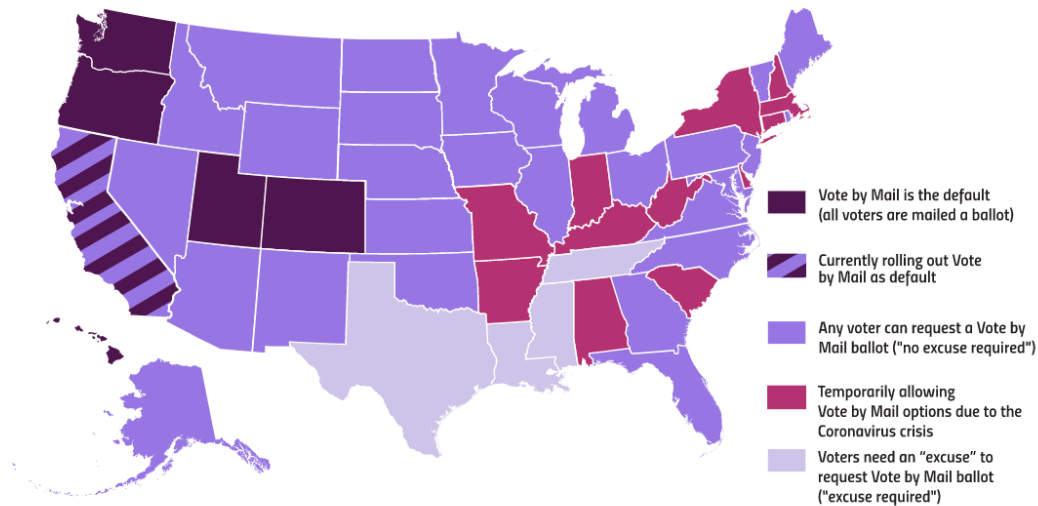 Vote by Mail is the default
(all voters are mailed a ballot)
Currently rolling out Vote
by Mail as default
Any voter can request a Vote by
Mail ballot ("no excuse required")
Temporarily allowing
Vote by Mail options due to the
Coronavirus crisis
Voters need an “excuse” to
request Vote by Mail ballot
("excuse required")